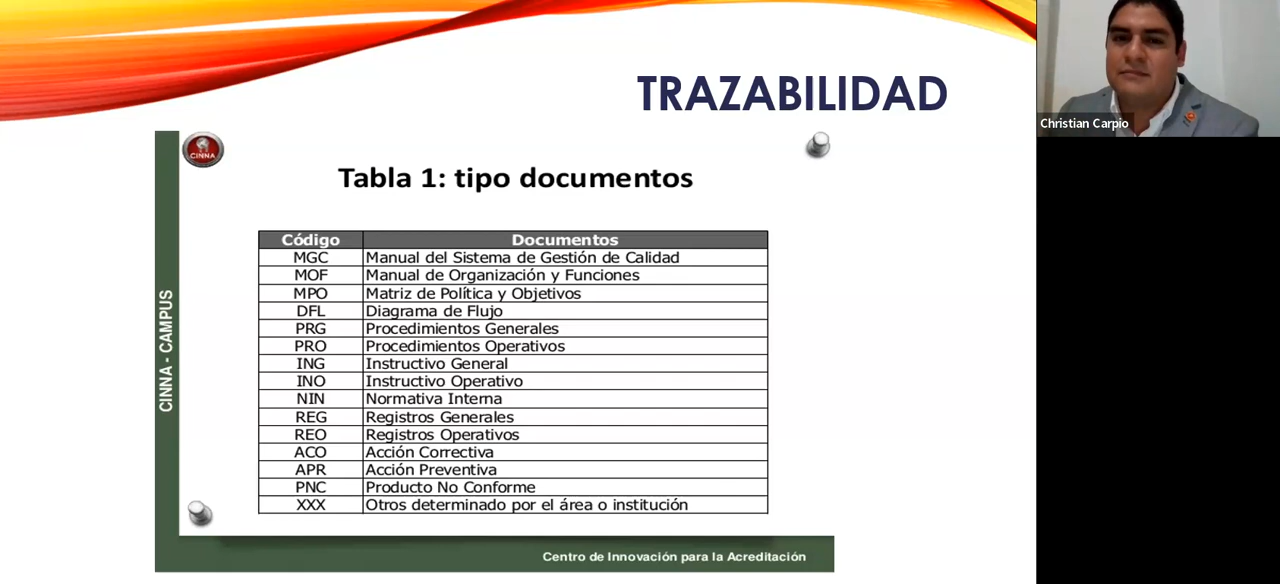 TRAZABILIDAD
Christian Carpio
CINNA
Tabla 1: tipo documentos
Código Documentos
MGC Manual del Sistema de Gestión de Calidad
MOF Manual de Organización y Funciones
MPO Matriz de Política y Objetivos
DFL Diagrama de Flujo
PRG Procedimientos Generales
PRO Procedimientos Operativos
ING Instructivo General
INO Instructivo Operativo
NIN Normativa Interna
REG Registros Generales
REO Registros Operativos
ACO Acción Correctiva
APR Acción Preventiva
PNC Producto No Conforme
XXX Otros determinado por el área o institución
CINNA - CAMPUS
Centro de Innovación para la Acreditación